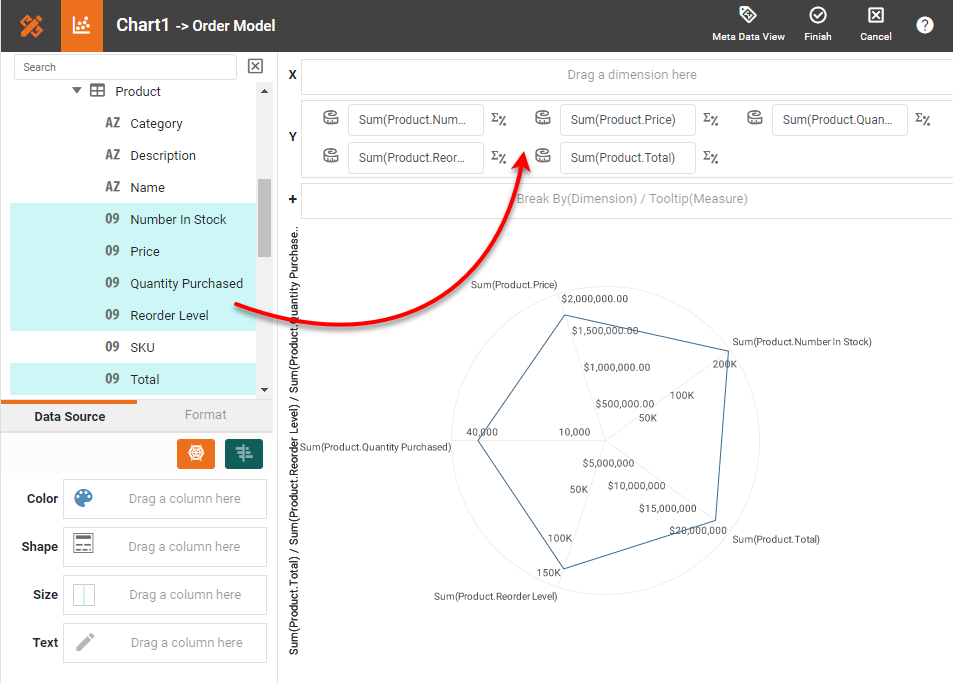 Chart1 -> Order Model
Meta Data View
Finish
Cancel
?
Search
Product
AZ Category
AZ Description
AZ Name
09 Number In Stock
09 Price
09 Quantity Purchased
09 Reorder Level
09 SKU
09 Total
Data Source
Format
Color Drag a column here
Shape Drag a column here
Size Drag a column here
Text Drag a column here
X Drag a dimension here
Y
Sum(Product.Num... Σ% Sum(Product.Price) Σ% Sum(Product.Quan... Σ%
Sum(Product.Reor... Σ% Sum(Product.Total) Σ%
+ Break By(Dimension) / Tooltip(Measure)
Sum(Product.Total) / Sum(Product.Reorder Level) / Sum(Product.Quantity Purchase..
Sum(Product.Price)
$2,000,000.00
$1,500,000.00
Sum(Product.Number In Stock)
200K
$1,000,000.00
100K
$500,000.00
50K
40,000
10,000
Sum(Product.Quantity Purchased)
$5,000,000
50K
$10,000,000
$15,000,000
$20,000,000
Sum(Product.Total)
100K
150K
Sum(Product.Reorder Level)